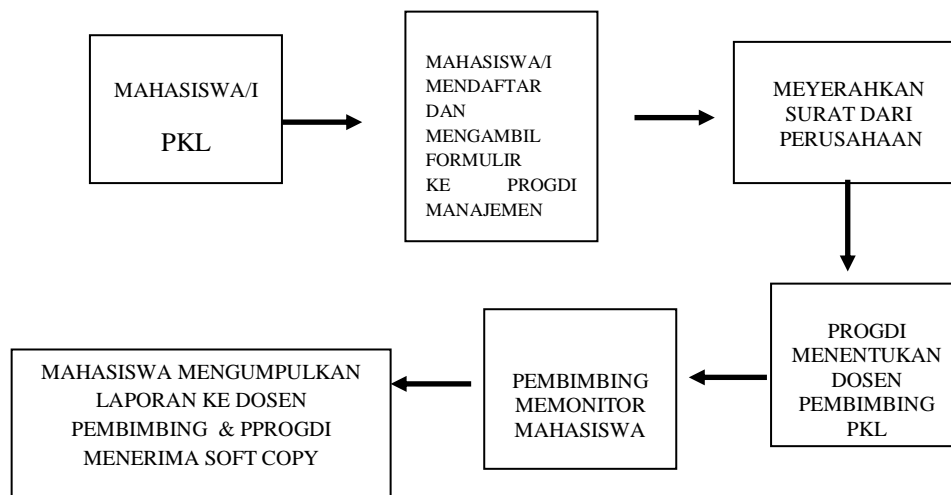 MAHASISWA/I
PKL
MAHASISWA/I
MENDAFTAR
DAN
MENGAMBIL
FORMULIR
KE PROGDI
MANAJEMEN
MEYERAHKAN
SURAT DARI
PERUSAHAAN
PROGDI
MENENTUKAN
DOSEN
PEMBIMBING
PKL
PEMBIMBING
MEMONITOR
MAHASISWA
MAHASISWA MENGUMPULKAN
LAPORAN KE DOSEN
PEMBIMBING & PPROGDI
MENERIMA SOFT COPY